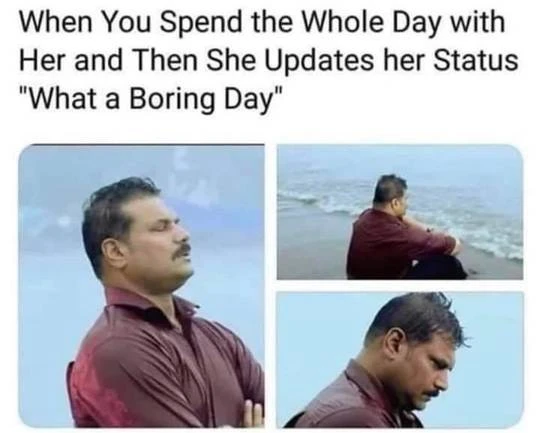 When You Spend the Whole Day with
Her and Then She Updates her Status
"What a Boring Day"